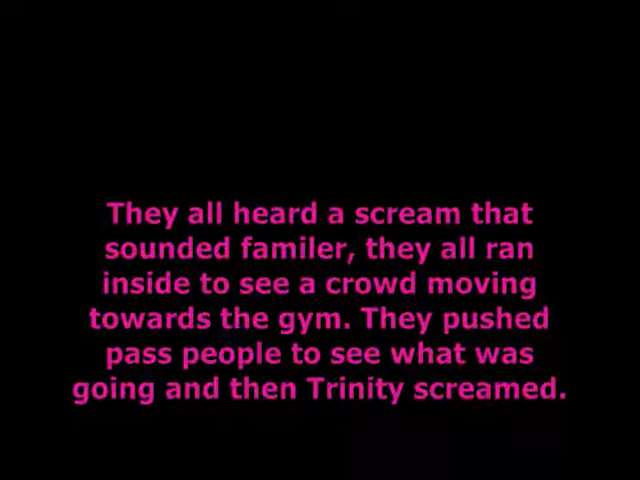 They all heard a scream that
sounded familer, they all ran
inside to see a crowd moving
towards the gym. They pushed
pass people to see what was
going and then Trinity screamed.